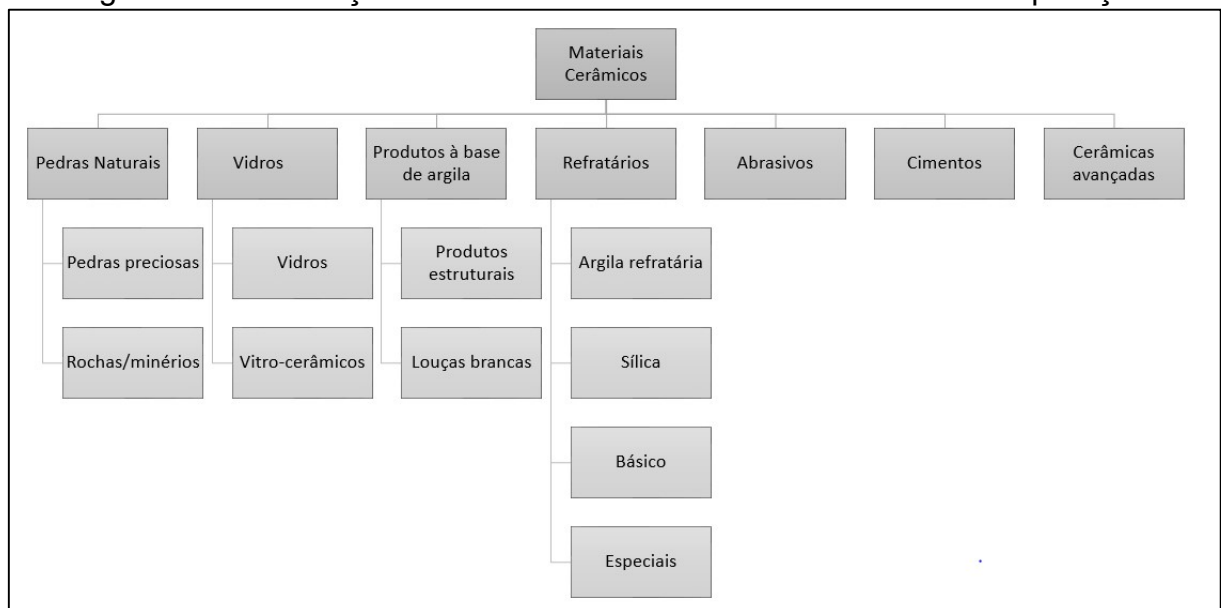 Materiais
Cerâmicos
Pedras Naturais
Vidros
Produtos à base
de argila
Refratários
Abrasivos
Cimentos
Cerâmicas
avançadas
Pedras preciosas
Vidros
Produtos
estruturais
Argila refratária
Rochas/minérios
Vitro-cerâmicos
Louças brancas
Sílica
Básico
Especiais